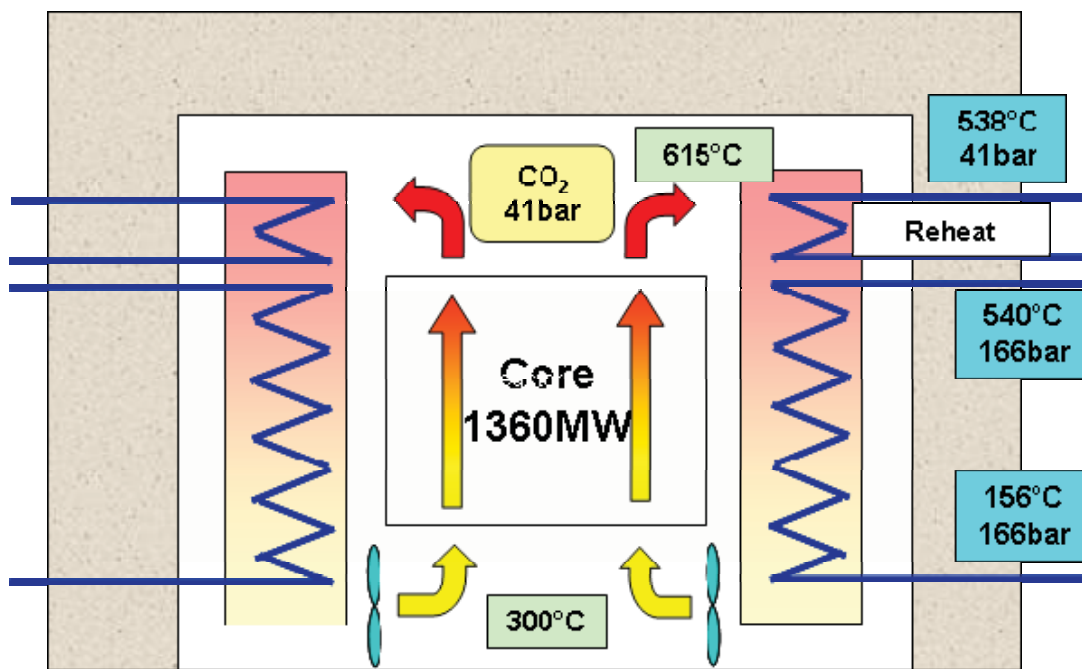 538°C
41bar
615°C
CO₂
41bar
Reheat
540°C
166bar
Core
1360MW
156°C
166bar
300°C